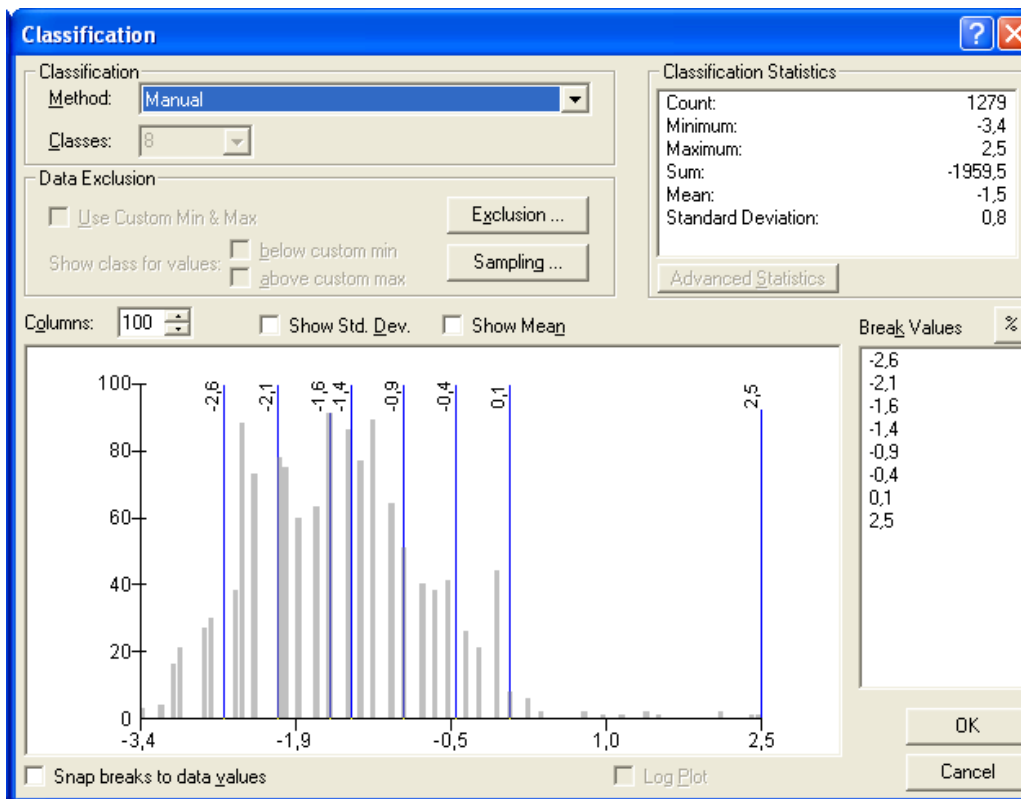 Classification
Classification
Method: Manual
Classes: 8
Data Exclusion
Use Custom Min & Max
Show class for values:
below custom min
above custom max
Exclusion ...
Sampling ...
Classification Statistics
Count: 1279
Minimum: -3,4
Maximum: 2,5
Sum: -1959,5
Mean: -1,5
Standard Deviation: 0,8
Advanced Statistics
Columns: 100
Show Std. Dev.
Show Mean
Break Values
%
-2,6
-2,1
-1,6
-1,4
-0,9
-0,4
0,1
2,5
100
80
60
40
20
0
-2,6
-2,1
-1,6
-1,4
-0,9
-0,4
0,1
2,5
-3,4
-1,9
-0,5
1,0
2,5
Snap breaks to data values
Log Plot
OK
Cancel